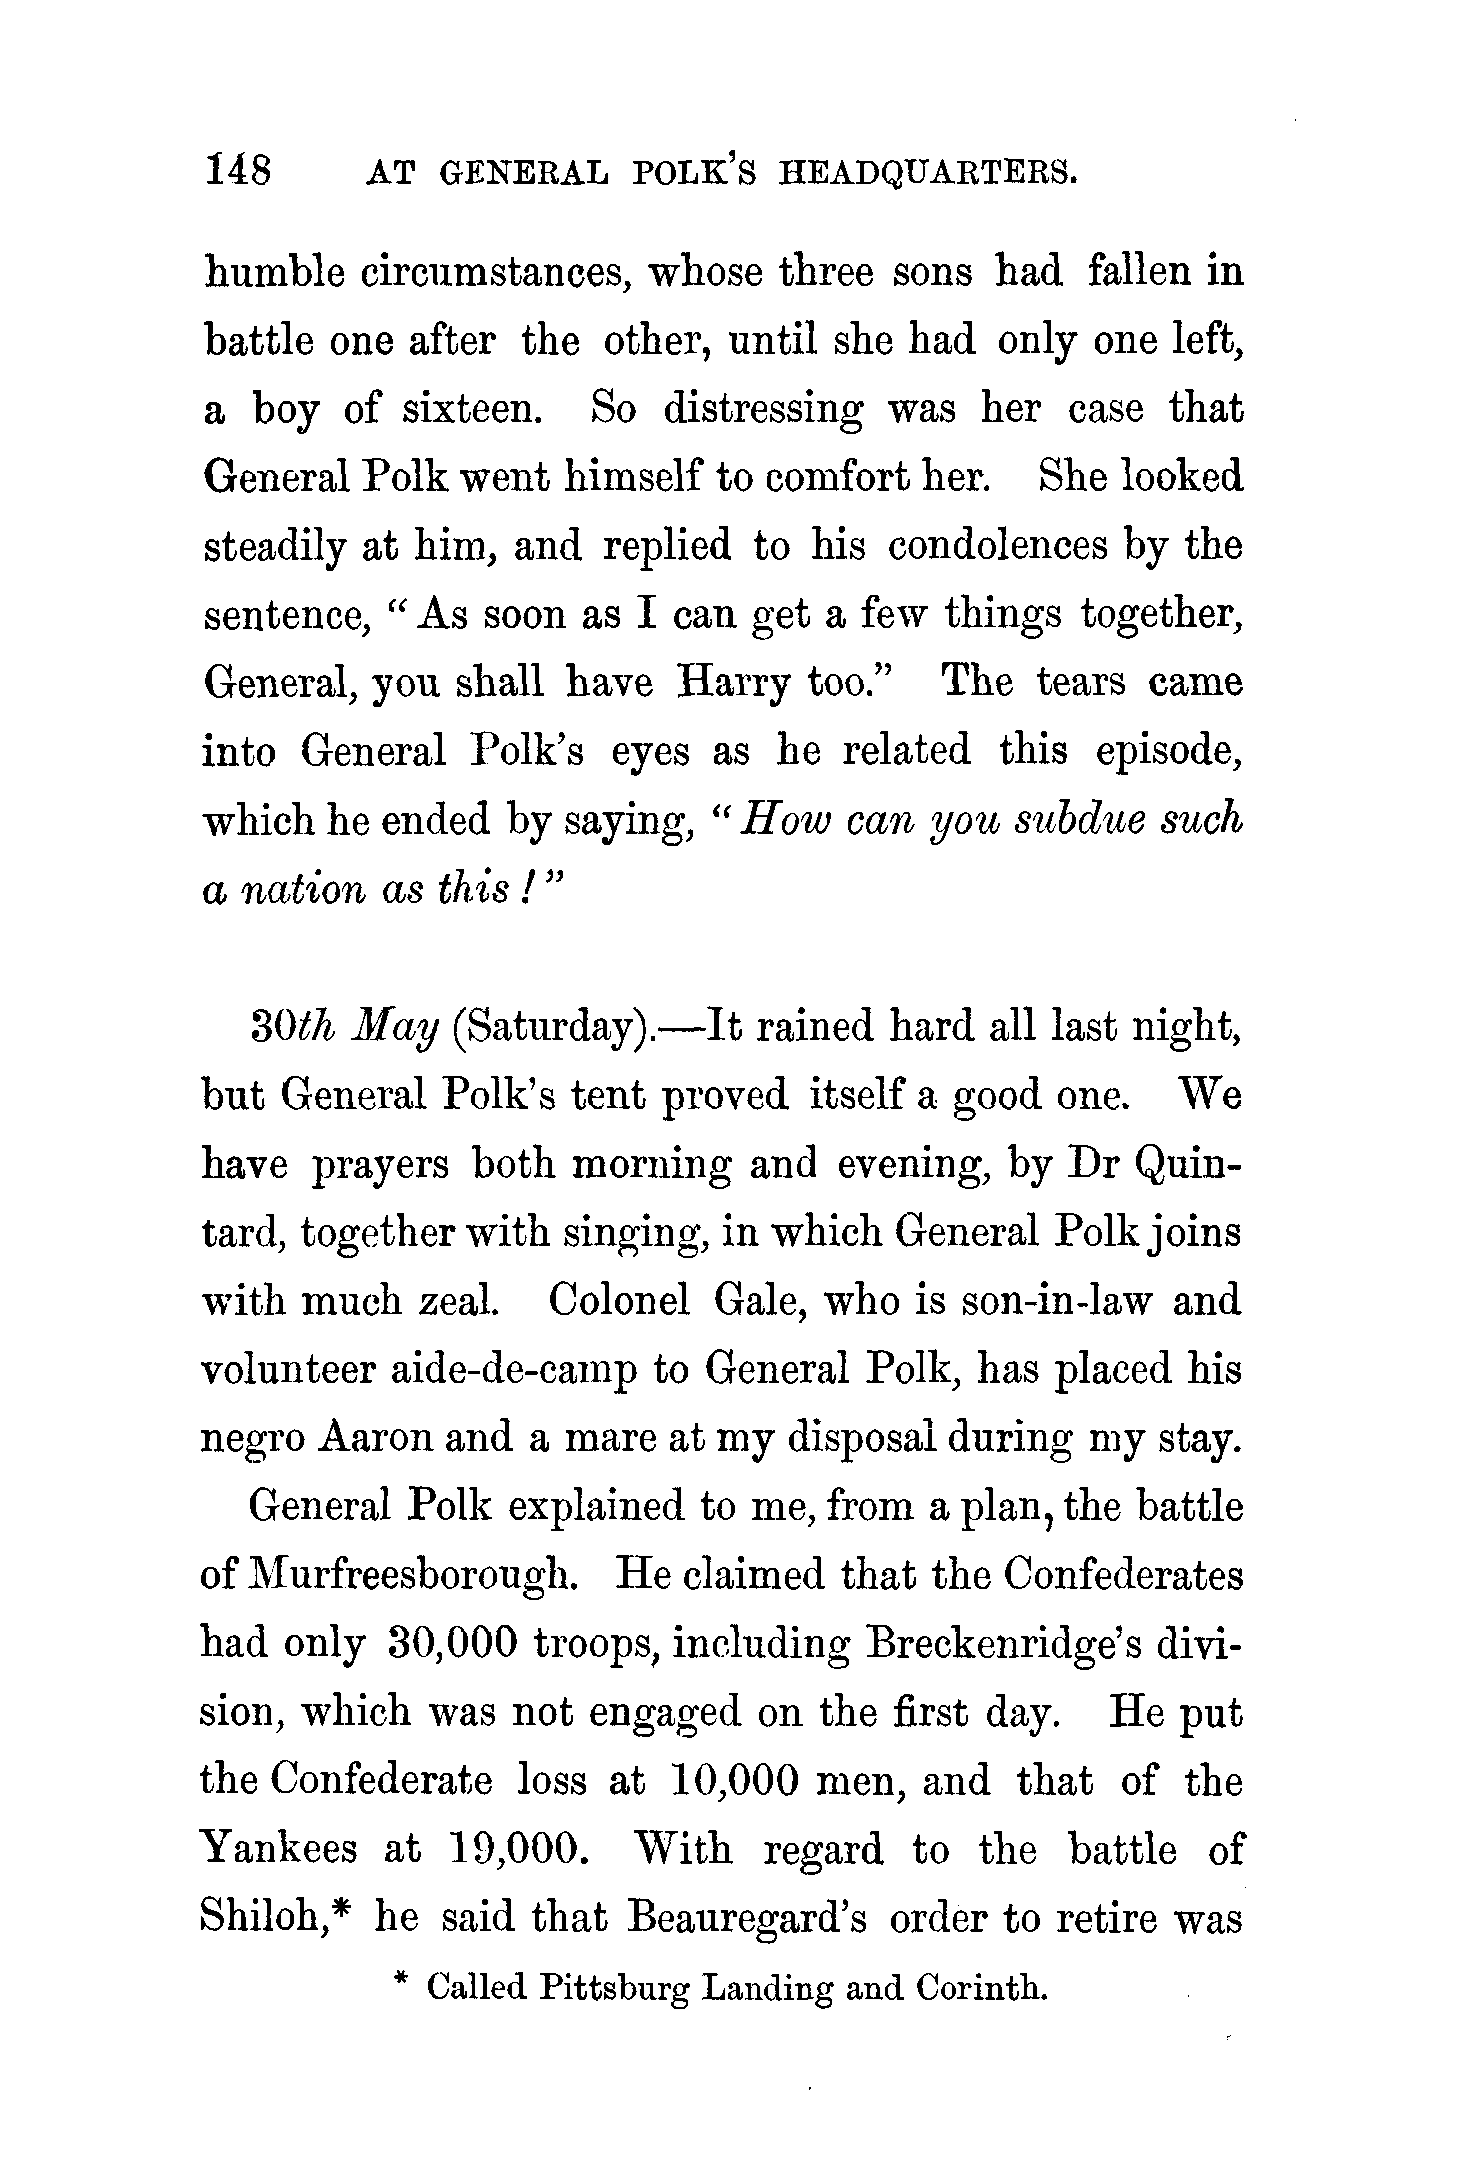 148 AT GENERAL POLK'S HEADQUARTERS.
humble circumstances, whose three sons had fallen in
battle one after the other, until she had only one left,
a boy of sixteen. So distressing was her case that
General Polk went himself to comfort her. She looked
steadily at him, and replied to his condolences by the
sentence, “ As soon as I can get a few things together,
General, you shall have Harry too.” The tears came
into General Polk’s eyes as he related this episode,
which he ended by saying, “ How can you subdue such
a nation as this ! ”
30th May (Saturday).—It rained hard all last night,
but General Polk’s tent proved itself a good one. We
have prayers both morning and evening, by Dr Quin-
tard, together with singing, in which General Polk joins
with much zeal. Colonel Gale, who is son-in-law and
volunteer aide-de-camp to General Polk, has placed his
negro Aaron and a mare at my disposal during my stay.
General Polk explained to me, from a plan, the battle
of Murfreesborough. He claimed that the Confederates
had only 30,000 troops, including Breckenridge’s divi-
sion, which was not engaged on the first day. He put
the Confederate loss at 10,000 men, and that of the
Yankees at 19,000. With regard to the battle of
Shiloh,* he said that Beauregard’s order to retire was
* Called Pittsburg Landing and Corinth.